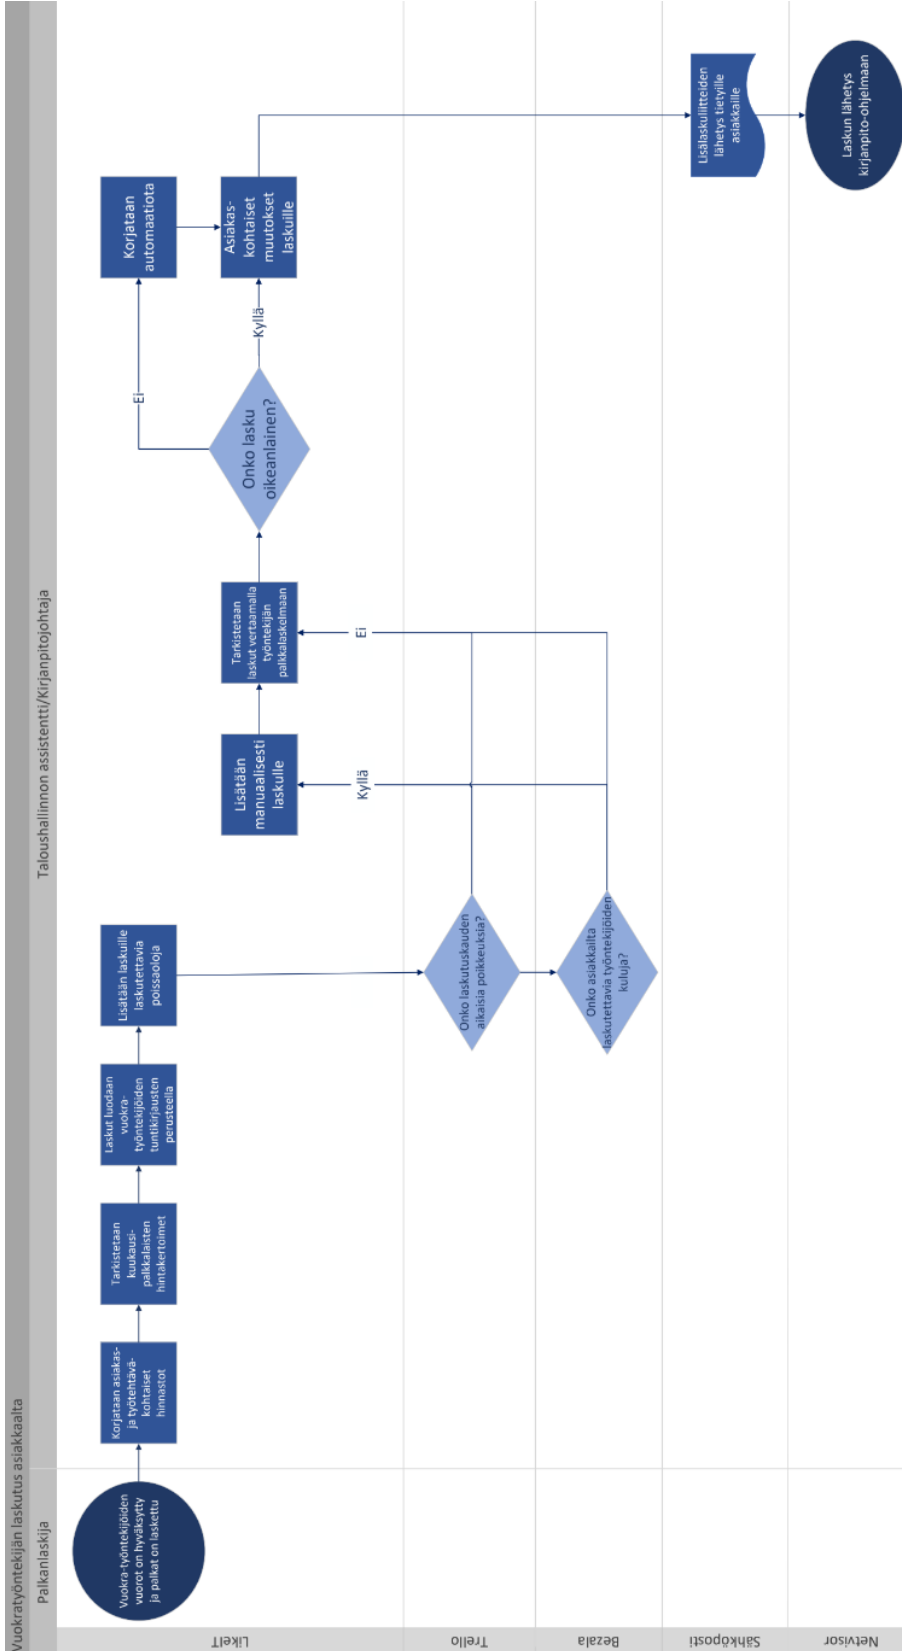 Vuokratyöntekijän laskutus asiakkaalta
Palkanlaskija
Taloushallinnon assistentti/Kirjanpitojohtaja
LikeIT
Vuokra-työntekijöiden
vuorot on hyväksytty
ja palkat on laskettu
Korjataan asiakas-
ja työtehtävä-
kohtaiset
hinnastot
Tarkistetaan
kuukausi-
palkkalaisten
hintakertoimet
Laskut luodaan
vuokra-
työntekijöiden
tuntikirjausten
perusteella
Lisätään laskuille
laskutettavia
poissaoloja
Lisätään
manuaalisesti
laskulle
Tarkistetaan
laskut vertaamalla
työntekijän
palkkalaskelmaan
Onko lasku
oikeanlainen?
Ei
Kyllä
Korjataan
automaatiota
Asiakas-
kohtaiset
muutokset
laskuille
Kyllä
Ei
Trello
Onko laskutuskauden
aikaisia poikkeuksia?
Bezala
Onko asiakkailta
laskutettavia työntekijöiden
kuluja?
Sähköposti
Lisälaskuliitteiden
lähetys tietyille
asiakkaille
Netvisor
Laskun lähetys
kirjanpito-ohjelmaan